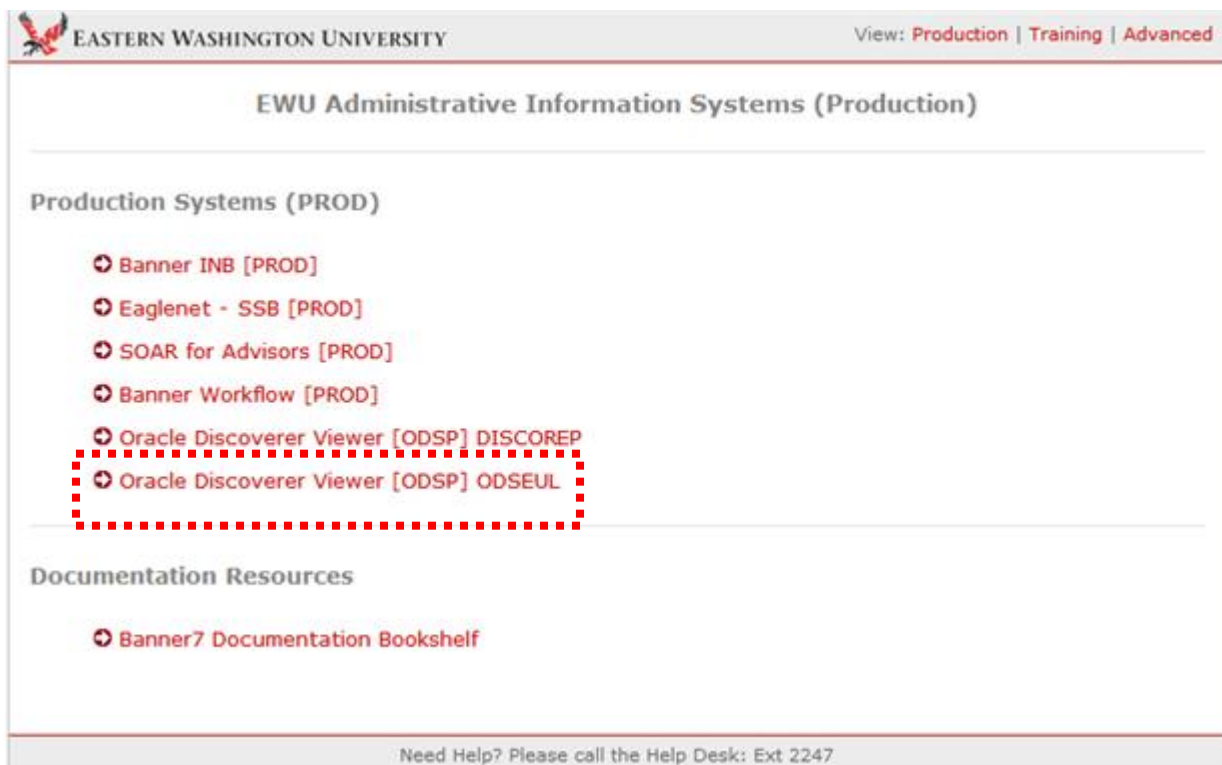 EASTERN WASHINGTON UNIVERSITY
View: Production | Training | Advanced
EWU Administrative Information Systems (Production)
Production Systems (PROD)
Banner INB [PROD]
Eaglenet - SSB [PROD]
SOAR for Advisors [PROD]
Banner Workflow [PROD]
Oracle Discoverer Viewer [ODSP] DISCOREP
Oracle Discoverer Viewer [ODSP] ODSEUL
Documentation Resources
Banner7 Documentation Bookshelf
Need Help? Please call the Help Desk: Ext 2247